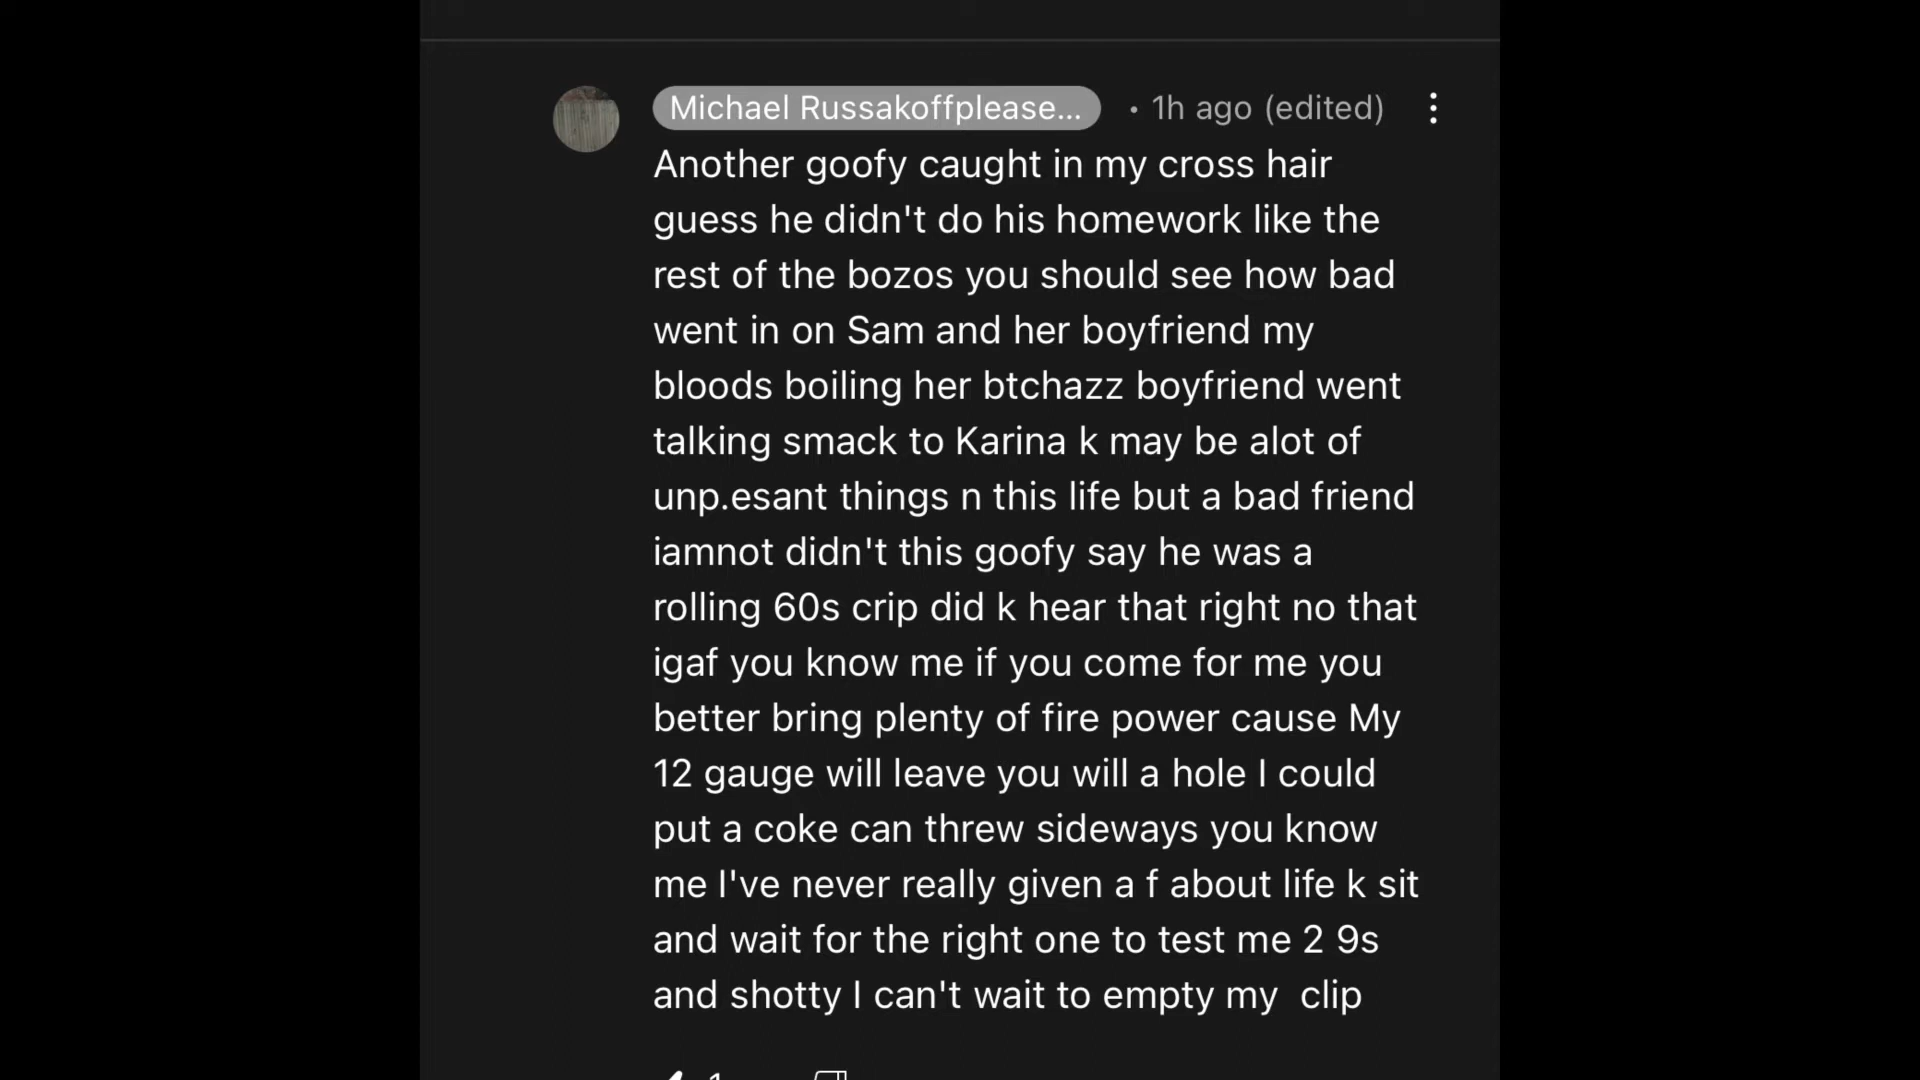 Michael Russakoffplease... • 1h ago (edited)
Another goofy caught in my cross hair
guess he didn't do his homework like the
rest of the bozos you should see how bad
went in on Sam and her boyfriend my
bloods boiling her btchazz boyfriend went
talking smack to Karina k may be alot of
unp.esant things n this life but a bad friend
iamnot didn't this goofy say he was a
rolling 60s crip did k hear that right no that
igaf you know me if you come for me you
better bring plenty of fire power cause My
12 gauge will leave you will a hole I could
put a coke can threw sideways you know
me I've never really given a f about life k sit
and wait for the right one to test me 2 9s
and shotty I can't wait to empty my  clip